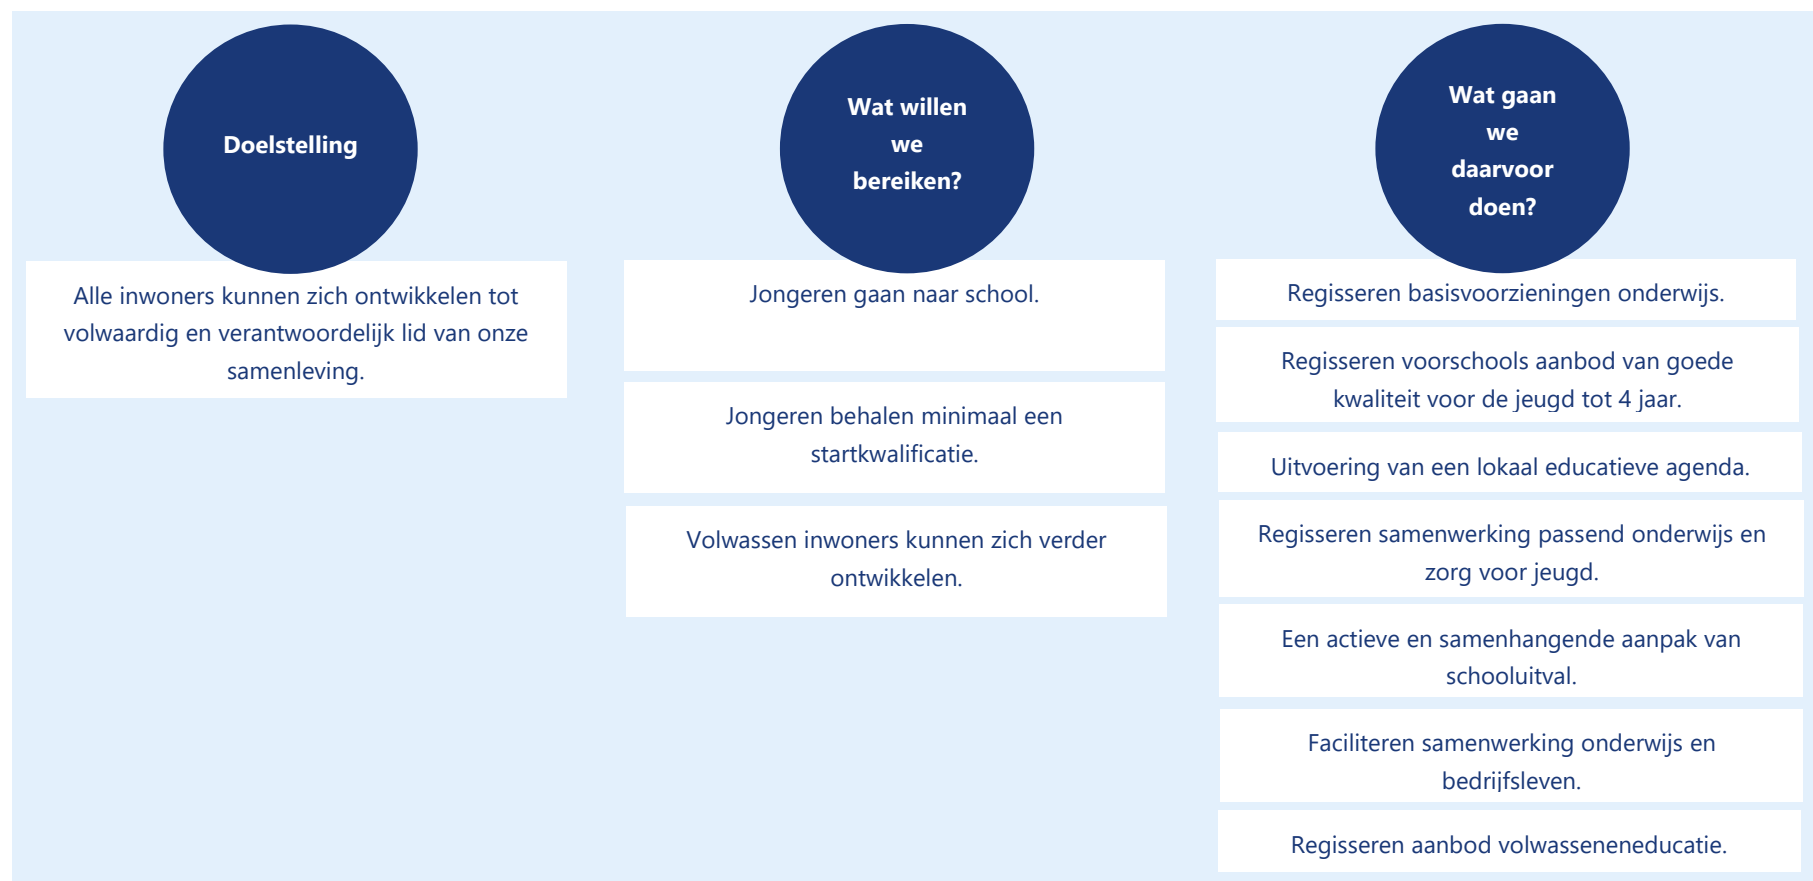 Doelstelling
Alle inwoners kunnen zich ontwikkelen tot
volwaardig en verantwoordelijk lid van onze
samenleving.
Wat willen
we
bereiken?
Jongeren gaan naar school.
Jongeren behalen minimaal een
startkwalificatie.
Volwassen inwoners kunnen zich verder
ontwikkelen.
Wat gaan
we
daarvoor
doen?
Regisseren basisvoorzieningen onderwijs.
Regisseren voorschools aanbod van goede
kwaliteit voor de jeugd tot 4 jaar.
Uitvoering van een lokaal educatieve agenda.
Regisseren samenwerking passend onderwijs en
zorg voor jeugd.
Een actieve en samenhangende aanpak van
schooluitval.
Faciliteren samenwerking onderwijs en
bedrijfsleven.
Regisseren aanbod volwasseneneducatie.